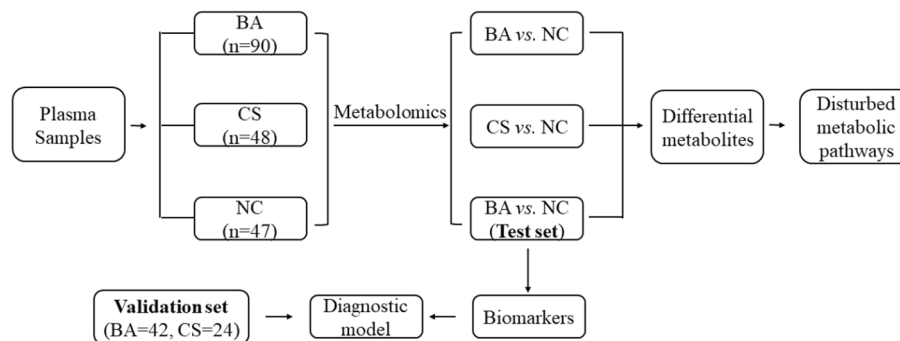 BA
(n=90)
BA vs. NC
Plasma
Samples
CS
(n=48)
Metabolomics
CS vs. NC
Differential
metabolites
Disturbed
metabolic
pathways
NC
(n=47)
BA vs. NC
(Test set)
Validation set
(BA=42, CS=24)
Diagnostic
model
Biomarkers